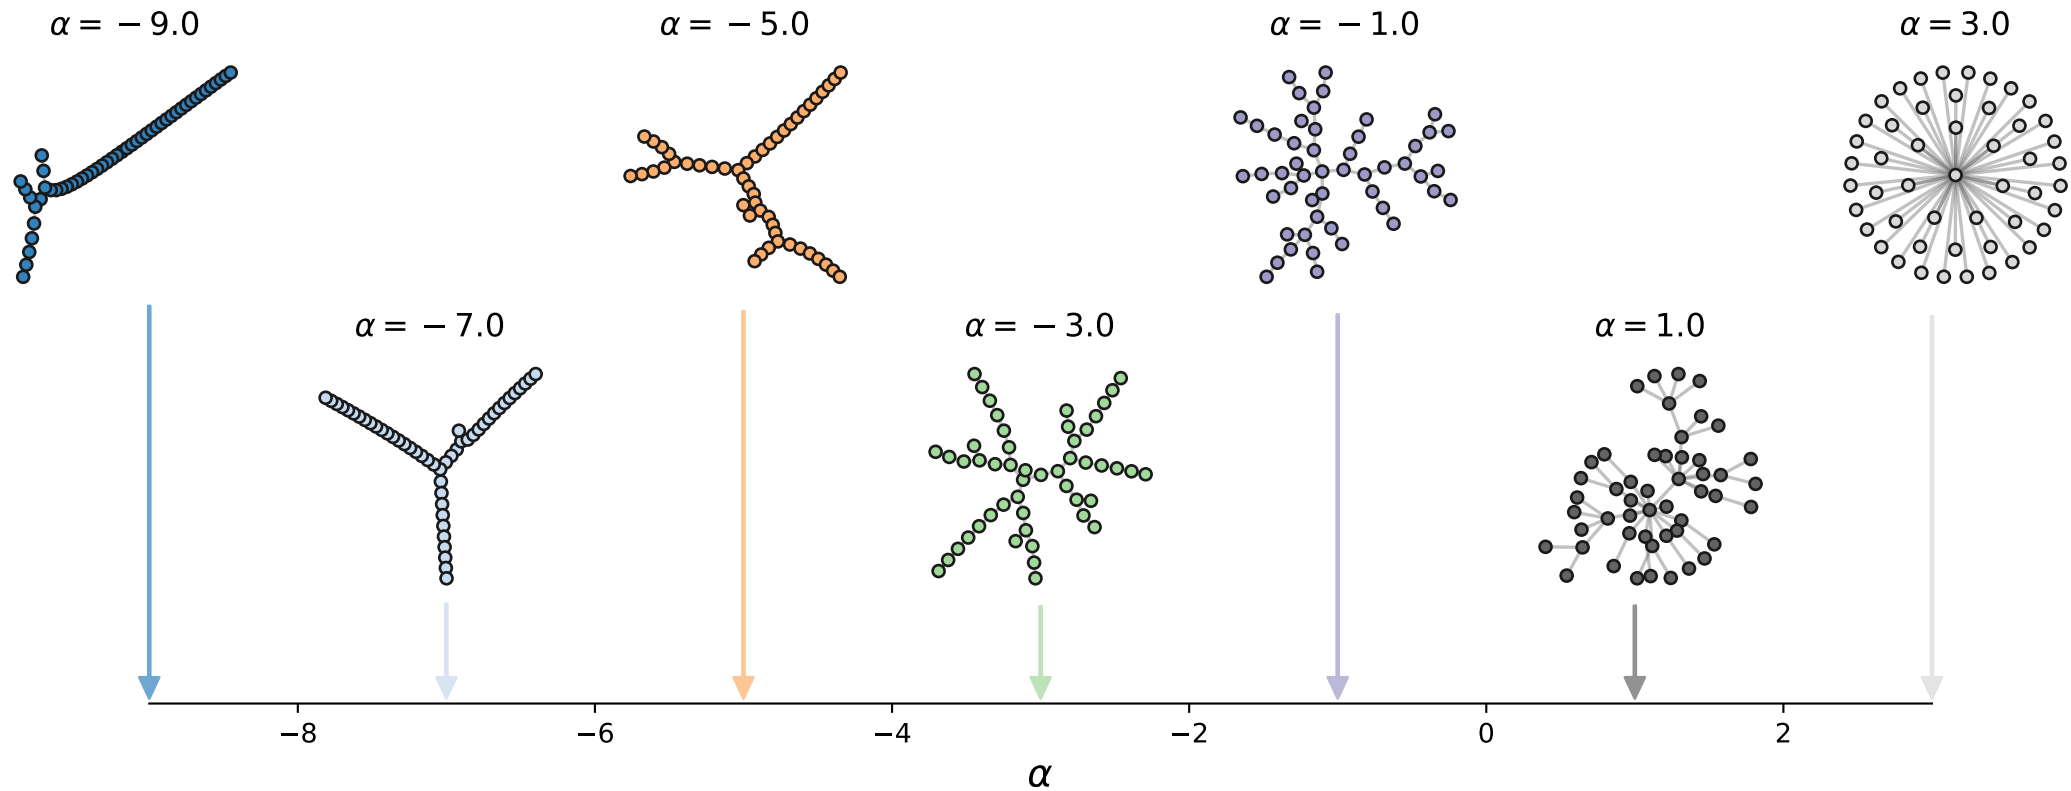 α = −9.0
α = −5.0
α = −1.0
α = 3.0
α = −7.0
α = −3.0
α = 1.0
−8
−6
−4
−2
0
2
α